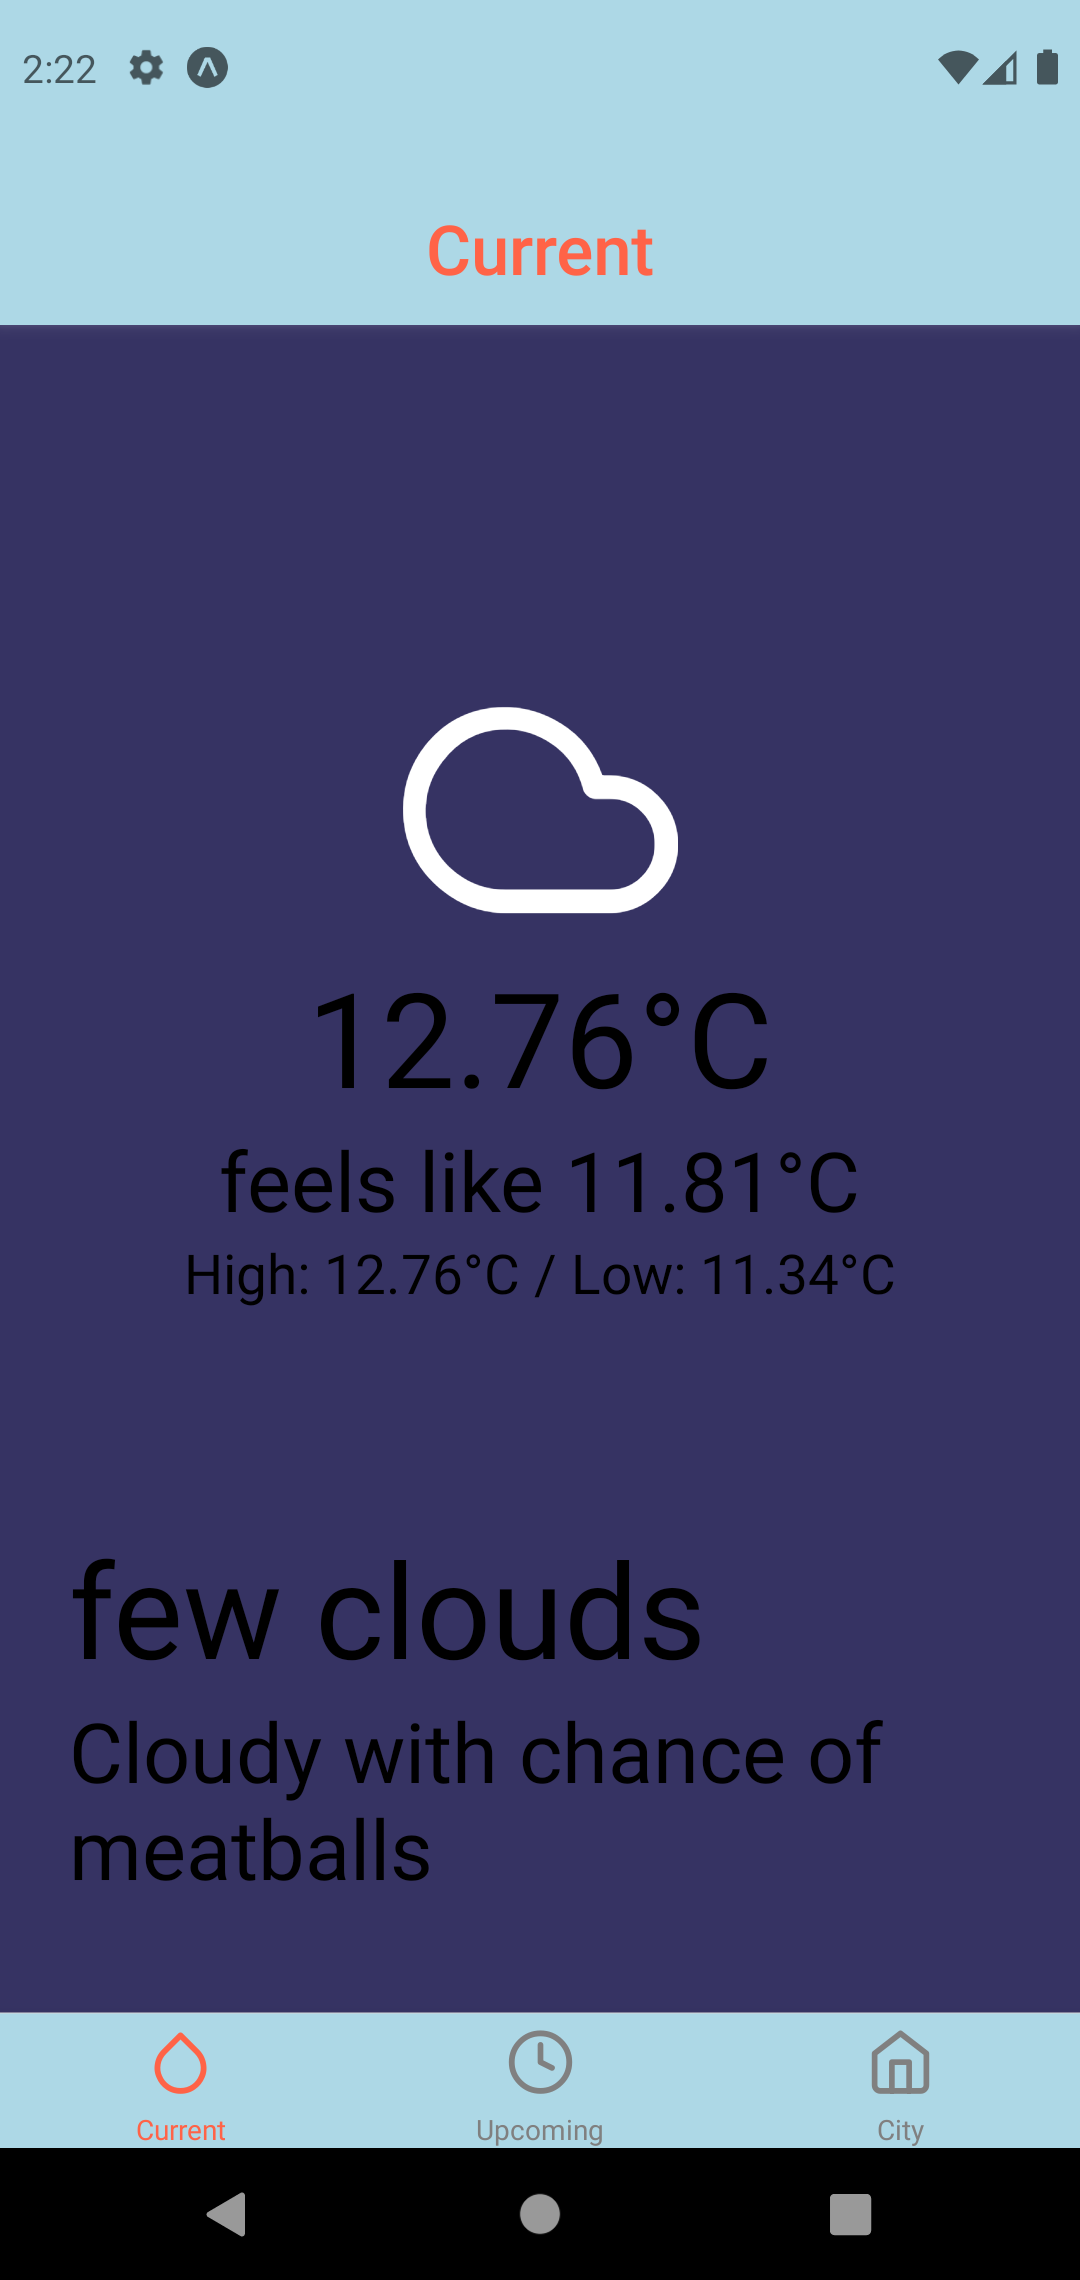 2:22
Current
12.76°C
feels like 11.81°C
High: 12.76°C / Low: 11.34°C
few clouds
Cloudy with chance of
meatballs
Current
Upcoming
City